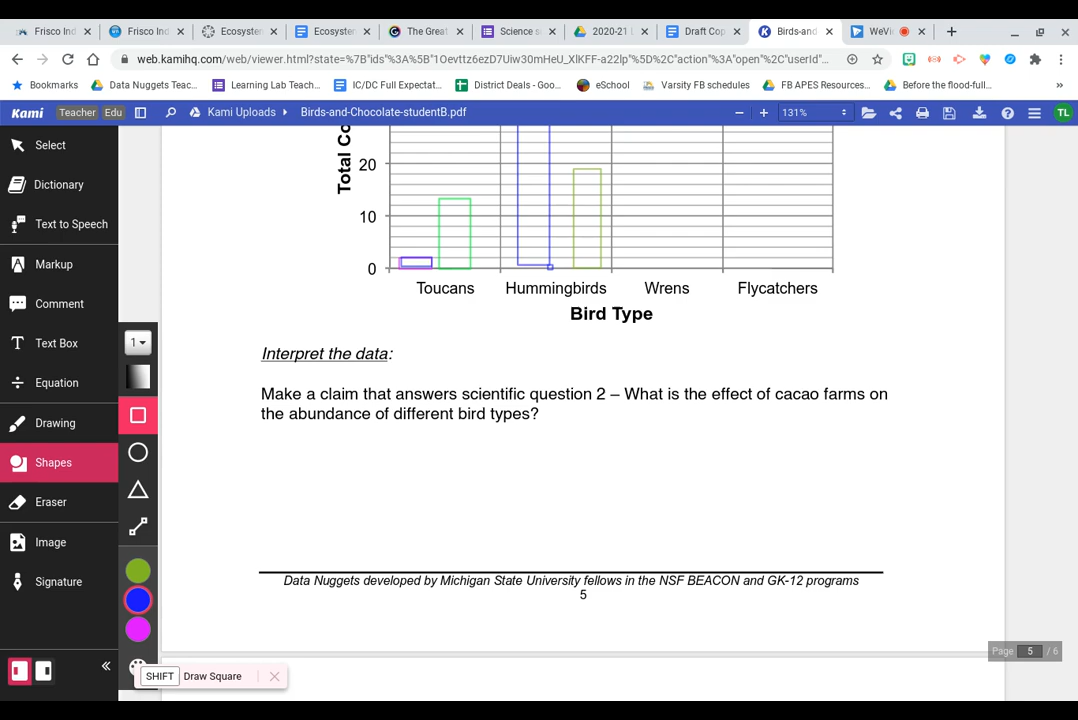 Frisco Ind
Frisco Ind
Ecosystem
Ecosyste
The Great
Science s
2020-21 L
Draft Cop
Birds-and
WeVi
web.kamihq.com/web/viewer.html?state=%7B"ids%3A%5B"1Oevttz6ezD7Uiw30mHeU_XlKFF-a22lp"%5D%2C"action"%3A"open"%2C"userId"...
Bookmarks
Data Nuggets Teac...
Learning Lab Teach...
IC/DC Full Expectat...
District Deals - Goo...
eSchool
Varsity FB schedules
FB APES Resources...
Before the flood-full...
»
Kami
Teacher
Edu
Kami Uploads
Birds-and-Chocolate-studentB.pdf
131%
TL
Select
Dictionary
Text to Speech
Markup
Comment
Text Box
Equation
Drawing
Shapes
Eraser
Image
Signature
1
SHIFT Draw Square
Total Co
20
10
0
Toucans Hummingbirds Wrens Flycatchers
Bird Type
Interpret the data:
Make a claim that answers scientific question 2 – What is the effect of cacao farms on
the abundance of different bird types?
Data Nuggets developed by Michigan State University fellows in the NSF BEACON and GK-12 programs
5
Page 5 / 6